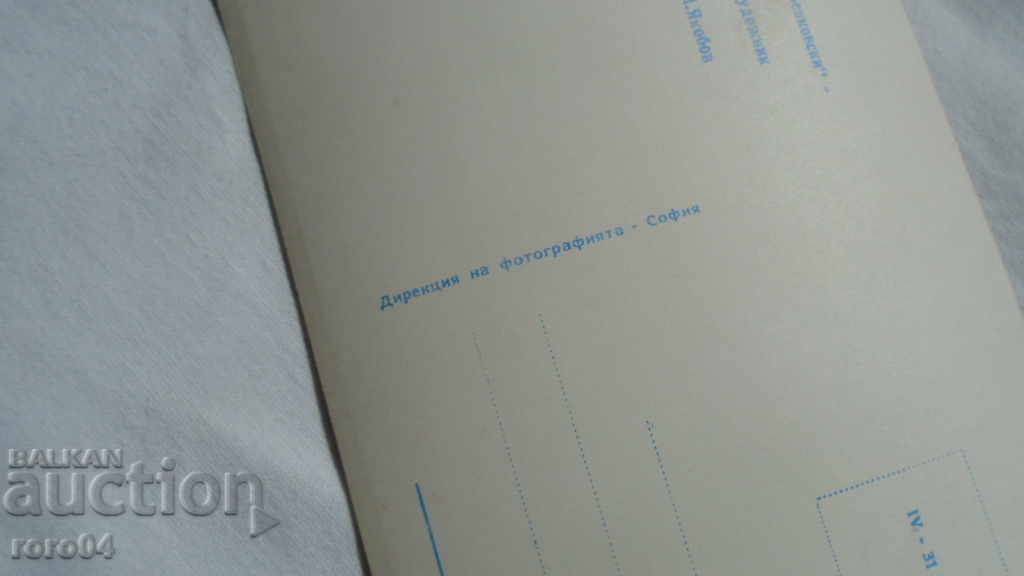 Дирекция на фотографията - София
М.Якобов
IV - 31
BALKAN
auction
roro04